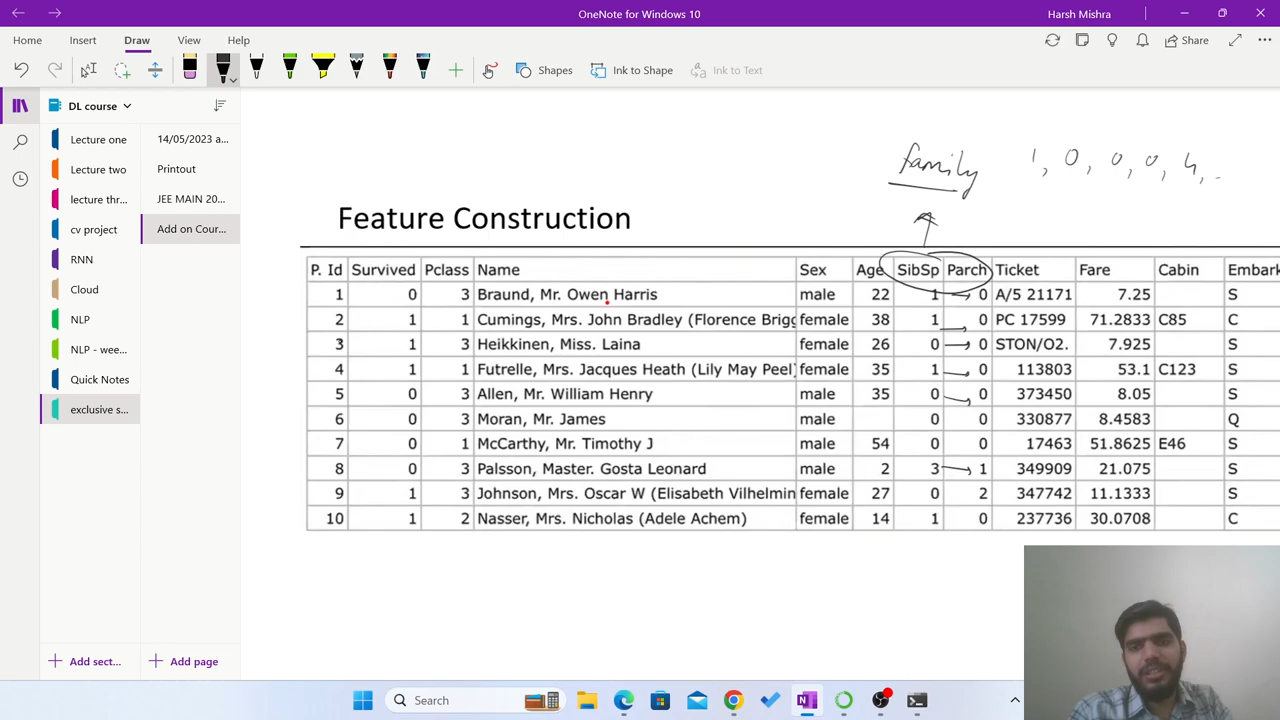 OneNote for Windows 10
Harsh Mishra
Home Insert Draw View Help
Share
Shapes Ink to Shape Ink to Text
DL course
Lecture one
Lecture two
lecture thr...
cv project
RNN
Cloud
NLP
NLP - wee...
Quick Notes
exclusive s...
Add sect...
14/05/2023 a...
Printout
JEE MAIN 20...
Add on Cour...
Add page
family 1, 0, 0, 0, 4, .
Feature Construction
P. Id Survived Pclass Name Sex Age SibSp Parch Ticket Fare Cabin Embark
1 0 3 Braund, Mr. Owen Harris male 22 1 0 A/5 21171 7.25 S
2 1 1 Cumings, Mrs. John Bradley (Florence Brigg female 38 1 0 PC 17599 71.2833 C85 C
3 1 3 Heikkinen, Miss. Laina female 26 0 0 STON/O2. 7.925 S
4 1 1 Futrelle, Mrs. Jacques Heath (Lily May Peel) female 35 1 0 113803 53.1 C123 S
5 0 3 Allen, Mr. William Henry male 35 0 0 373450 8.05 S
6 0 3 Moran, Mr. James male 0 0 330877 8.4583 Q
7 0 1 McCarthy, Mr. Timothy J male 54 0 0 17463 51.8625 E46 S
8 0 3 Palsson, Master. Gosta Leonard male 2 3 1 349909 21.075 S
9 1 3 Johnson, Mrs. Oscar W (Elisabeth Vilhelmin female 27 0 2 347742 11.1333 S
10 1 2 Nasser, Mrs. Nicholas (Adele Achem) female 14 1 0 237736 30.0708 C
Search